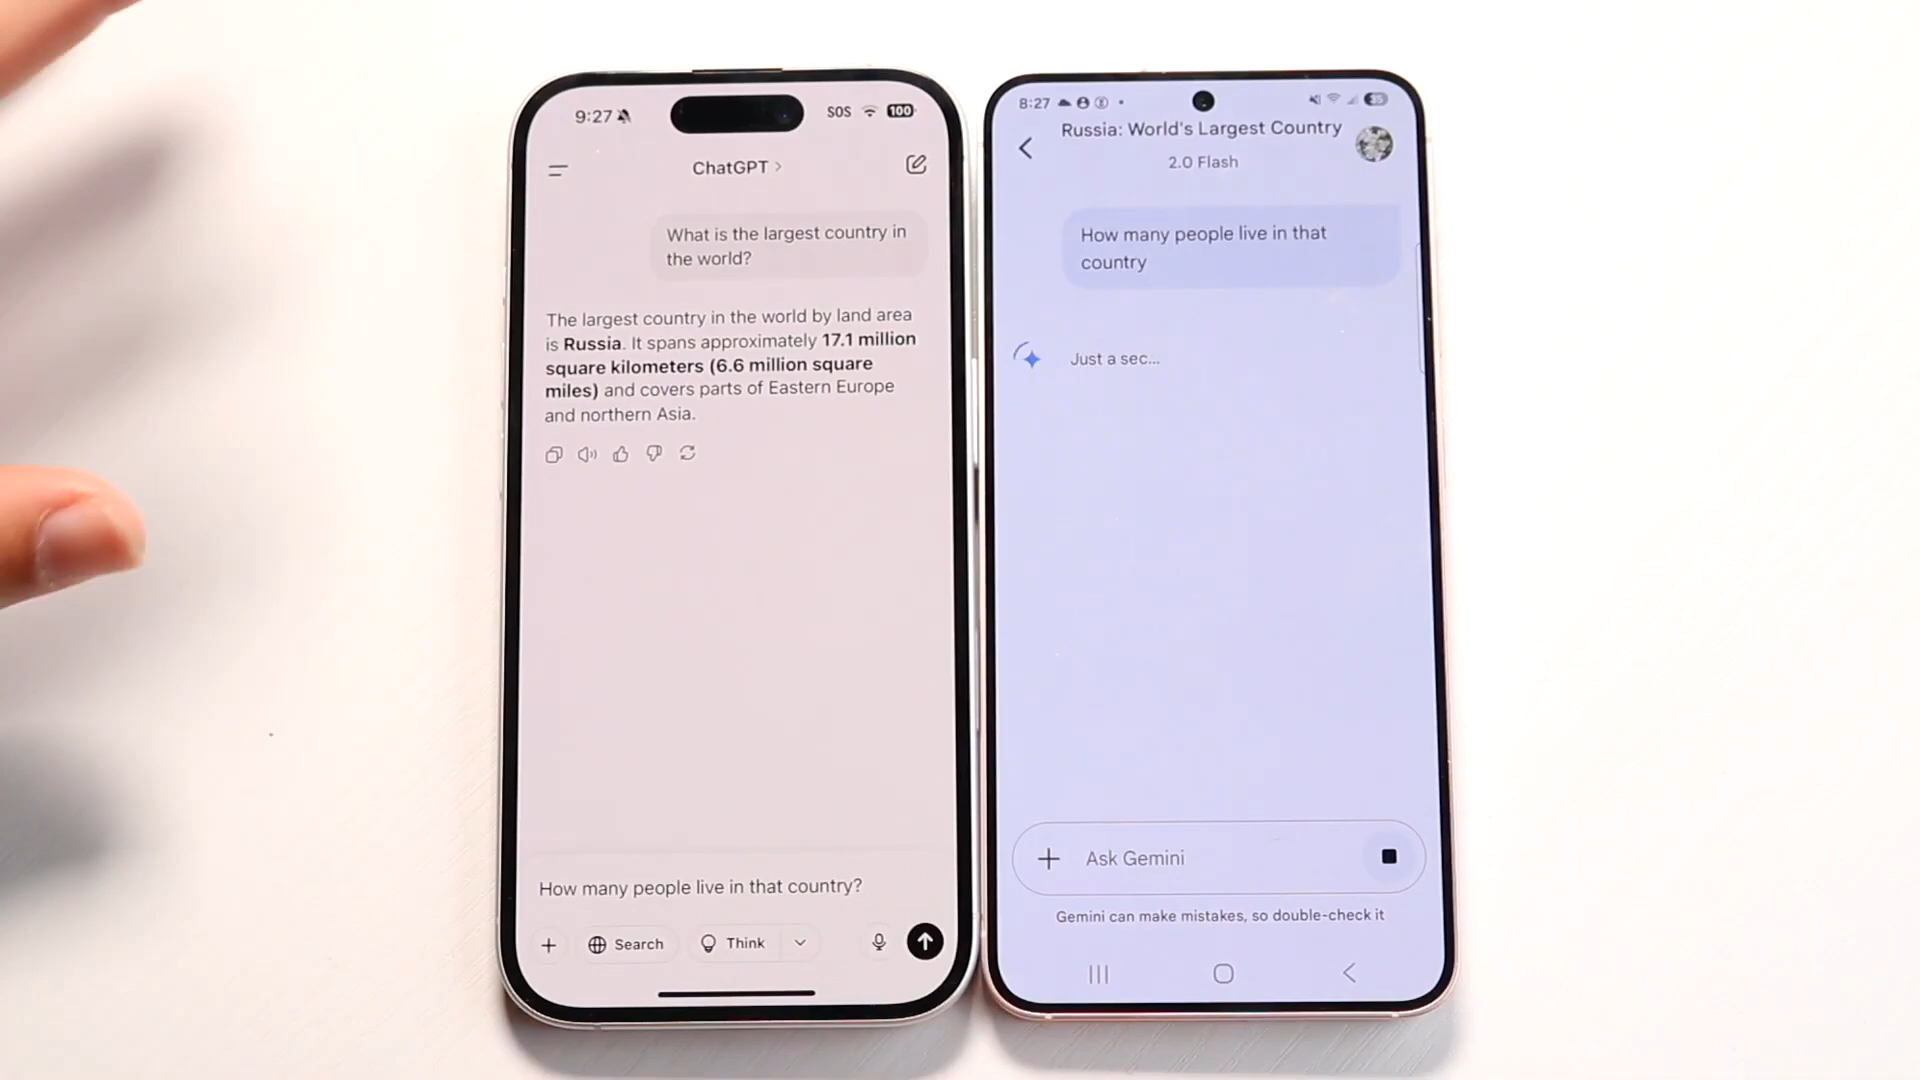 9:27
SOS
100
ChatGPT >
What is the largest country in
the world?
The largest country in the world by land area
is Russia. It spans approximately 17.1 million
square kilometers (6.6 million square
miles) and covers parts of Eastern Europe
and northern Asia.
How many people live in that country?
Search
Think
8:27
Russia: World's Largest Country
2.0 Flash
How many people live in that
country
Just a sec...
Ask Gemini
Gemini can make mistakes, so double-check it